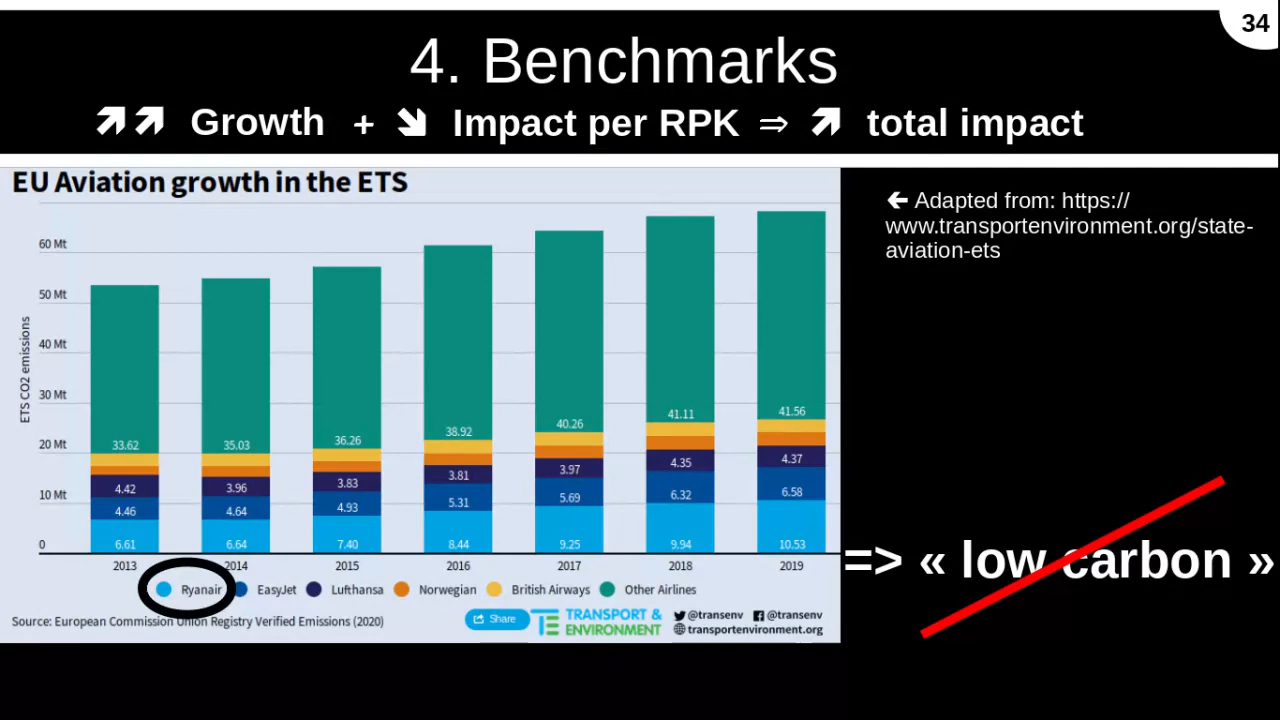 34
4. Benchmarks
🡽🡽 Growth + 🡾 Impact per RPK ⇒ 🡽 total impact
EU Aviation growth in the ETS
🡸 Adapted from: https://
www.transportenvironment.org/state-
aviation-ets
ETS CO2 emissions
60 Mt
50 Mt
40 Mt
30 Mt
20 Mt
10 Mt
0
33.62 35.03 36.26 38.92 40.26 41.11 41.56
4.42 3.96 3.83 3.81 3.97 4.35 4.37
4.46 4.64 4.93 5.31 5.69 6.32 6.58
6.61 6.64 7.40 8.44 9.25 9.94 10.53
2013 2014 2015 2016 2017 2018 2019
=> « low carbon »
Ryanair EasyJet Lufthansa Norwegian British Airways Other Airlines
Source: European Commission Union Registry Verified Emissions (2020)
Share
TE TRANSPORT &
ENVIRONMENT
@transenv @transenv
transportenvironment.org